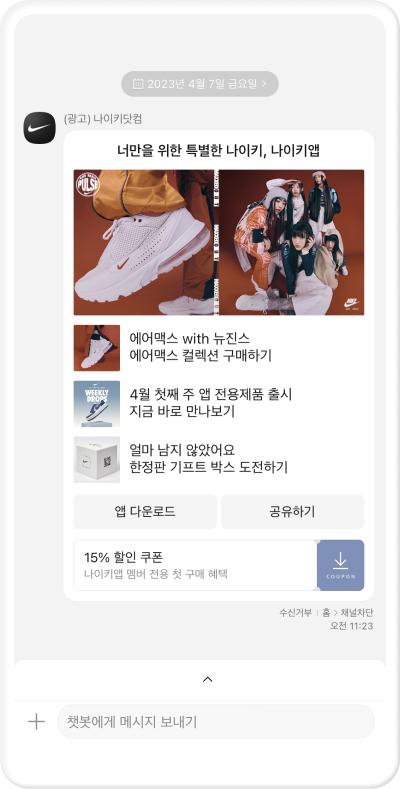 2023년 4월 7일 금요일 >
(광고) 나이키닷컴
너만을 위한 특별한 나이키, 나이키앱
PULSE
에어맥스 with 뉴진스
에어맥스 컬렉션 구매하기
WEEKLY
DROPS
4월 첫째 주 앱 전용제품 출시
지금 바로 만나보기
얼마 남지 않았어요
한정판 기프트 박스 도전하기
앱 다운로드
공유하기
15% 할인 쿠폰
나이키앱 멤버 전용 첫 구매 혜택
COUPON
수신거부 | 홈 > 채널차단
오전 11:23
챗봇에게 메시지 보내기